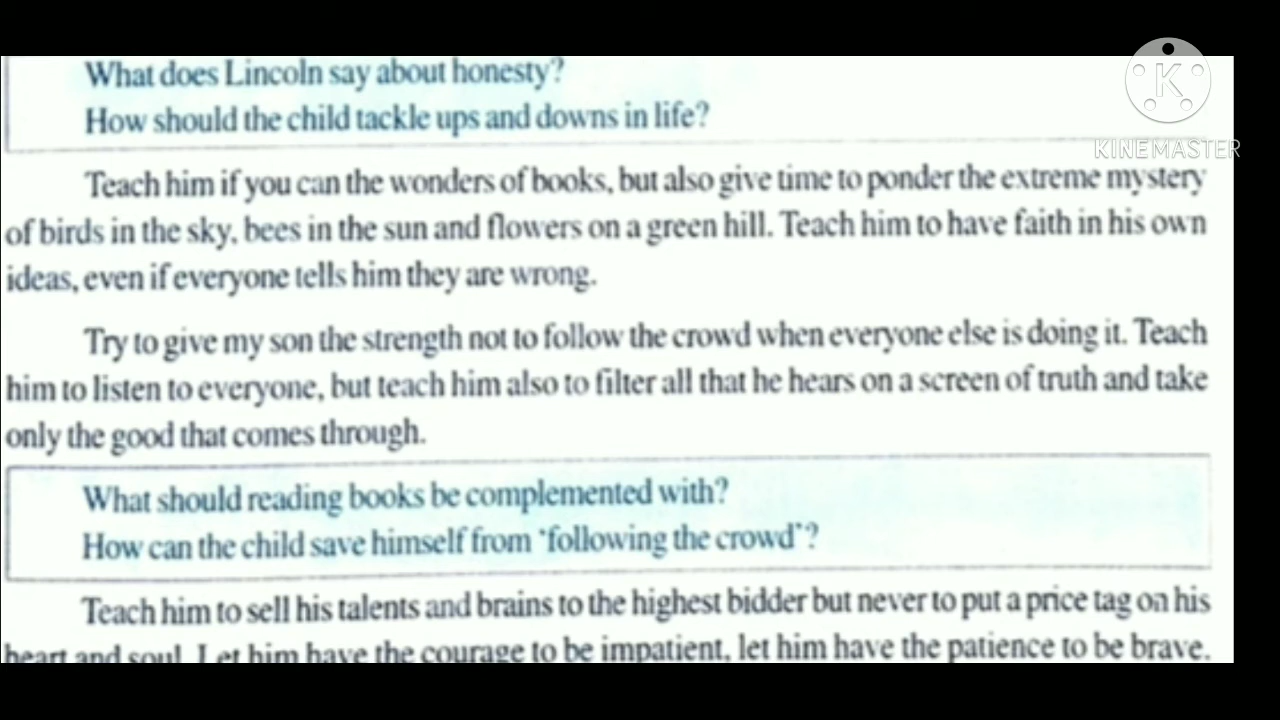 What does Lincoln say about honesty?
How should the child tackle ups and downs in life?
K
KINEMASTER
Teach him if you can the wonders of books, but also give time to ponder the extreme mystery
of birds in the sky, bees in the sun and flowers on a green hill. Teach him to have faith in his own
ideas, even if everyone tells him they are wrong.
Try to give my son the strength not to follow the crowd when everyone else is doing it. Teach
him to listen to everyone, but teach him also to filter all that he hears on a screen of truth and take
only the good that comes through.
What should reading books be complemented with?
How can the child save himself from 'following the crowd'?
Teach him to sell his talents and brains to the highest bidder but never to put a price tag on his
heart and soul. Let him have the courage to be impatient, let him have the patience to be brave.